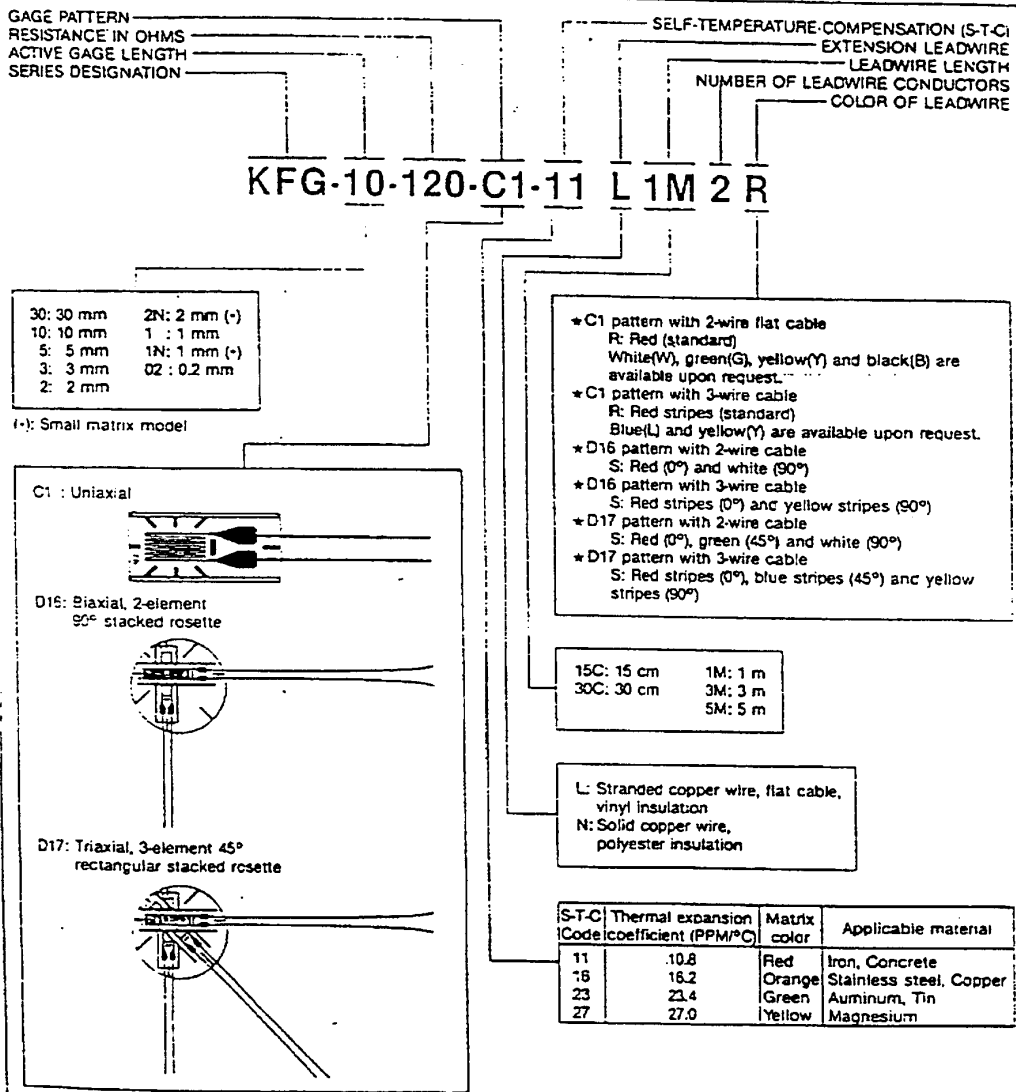 GAGE PATTERN
RESISTANCE IN OHMS
ACTIVE GAGE LENGTH
SERIES DESIGNATION
SELF-TEMPERATURE-COMPENSATION (S-T-C)
EXTENSION LEADWIRE
LEADWIRE LENGTH
NUMBER OF LEADWIRE CONDUCTORS
COLOR OF LEADWIRE
KFG-10-120-C1-11 L 1M 2 R
30: 30 mm 2N: 2 mm (•)
10: 10 mm 1 : 1 mm
5: 5 mm 1N: 1 mm (•)
3: 3 mm 02 : 0.2 mm
2: 2 mm
(•): Small matrix model
C1 : Uniaxial
D16: Biaxial, 2-element
90° stacked rosette
D17: Triaxial, 3-element 45°
rectangular stacked rosette
★C1 pattern with 2-wire flat cable
R: Red (standard)
White(W), green(G), yellow(Y) and black(B) are
available upon request.
★C1 pattern with 3-wire cable
R: Red stripes (standard)
Blue(L) and yellow(Y) are available upon request.
★D16 pattern with 2-wire cable
S: Red (0°) and white (90°)
★D16 pattern with 3-wire cable
S: Red stripes (0°) and yellow stripes (90°)
★D17 pattern with 2-wire cable
S: Red (0°), green (45°) and white (90°)
★D17 pattern with 3-wire cable
S: Red stripes (0°), blue stripes (45°) and yellow
stripes (90°)
15C: 15 cm 1M: 1 m
30C: 30 cm 3M: 3 m
5M: 5 m
L: Stranded copper wire, flat cable,
vinyl insulation
N: Solid copper wire,
polyester insulation
S-T-C Code Thermal expansion coefficient (PPM/°C) Matrix color Applicable material
11 10.8 Red Iron, Concrete
16 16.2 Orange Stainless steel, Copper
23 23.4 Green Auminum, Tin
27 27.0 Yellow Magnesium